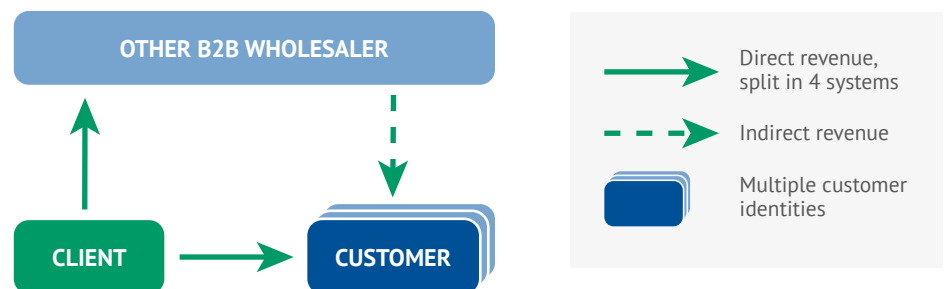 OTHER B2B WHOLESALER
CLIENT
CUSTOMER
Direct revenue,
split in 4 systems
Indirect revenue
Multiple customer
identities